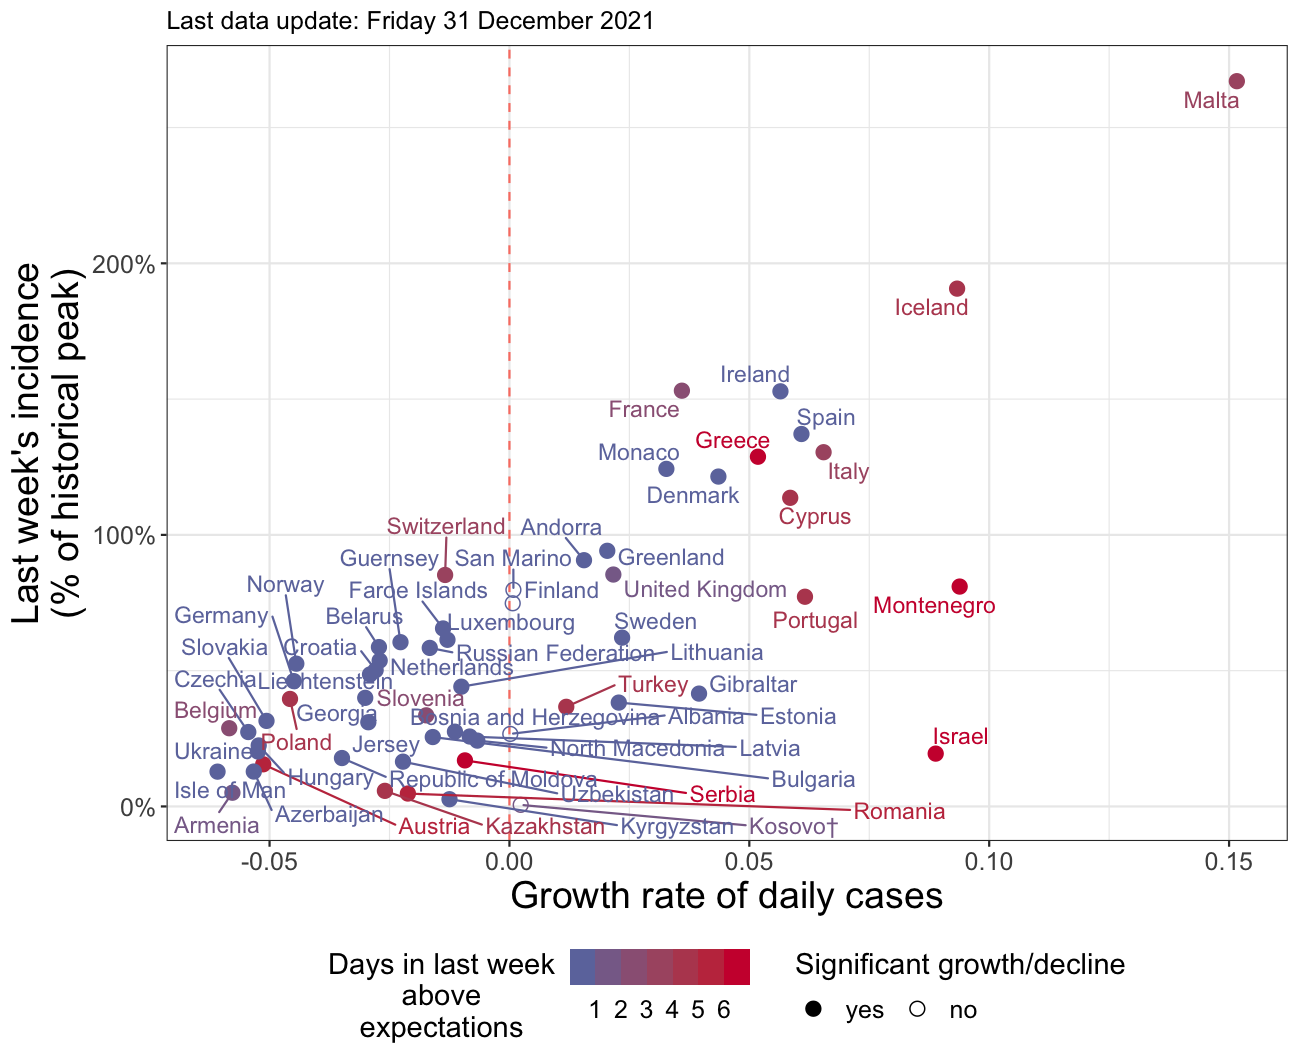 Last data update: Friday 31 December 2021
Last week's incidence
(% of historical peak)
200%
100%
0%
Malta
Iceland
Ireland
France
Spain
Greece
Monaco
Italy
Denmark
Cyprus
Switzerland
Andorra
Guernsey
San Marino
Greenland
Norway
Faroe Islands
Finland
United Kingdom
Montenegro
Germany
Belarus
Luxembourg
Sweden
Portugal
Slovakia
Croatia
Russian Federation
Lithuania
Netherlands
Czechia
Liechtenstein
Turkey
Gibraltar
Belgium
Georgia
Slovenia
Bosnia and Herzegovina
Albania
Estonia
Israel
Ukraine
Poland
Jersey
North Macedonia
Latvia
Hungary
Republic of Moldova
Bulgaria
Isle of Man
Uzbekistan
Serbia
Azerbaijan
Romania
Armenia
Austria
Kazakhstan
Kyrgyzstan
Kosovo†
-0.05
0.00
0.05
0.10
0.15
Growth rate of daily cases
Days in last week
above
expectations
1 2 3 4 5 6
Significant growth/decline
yes
no